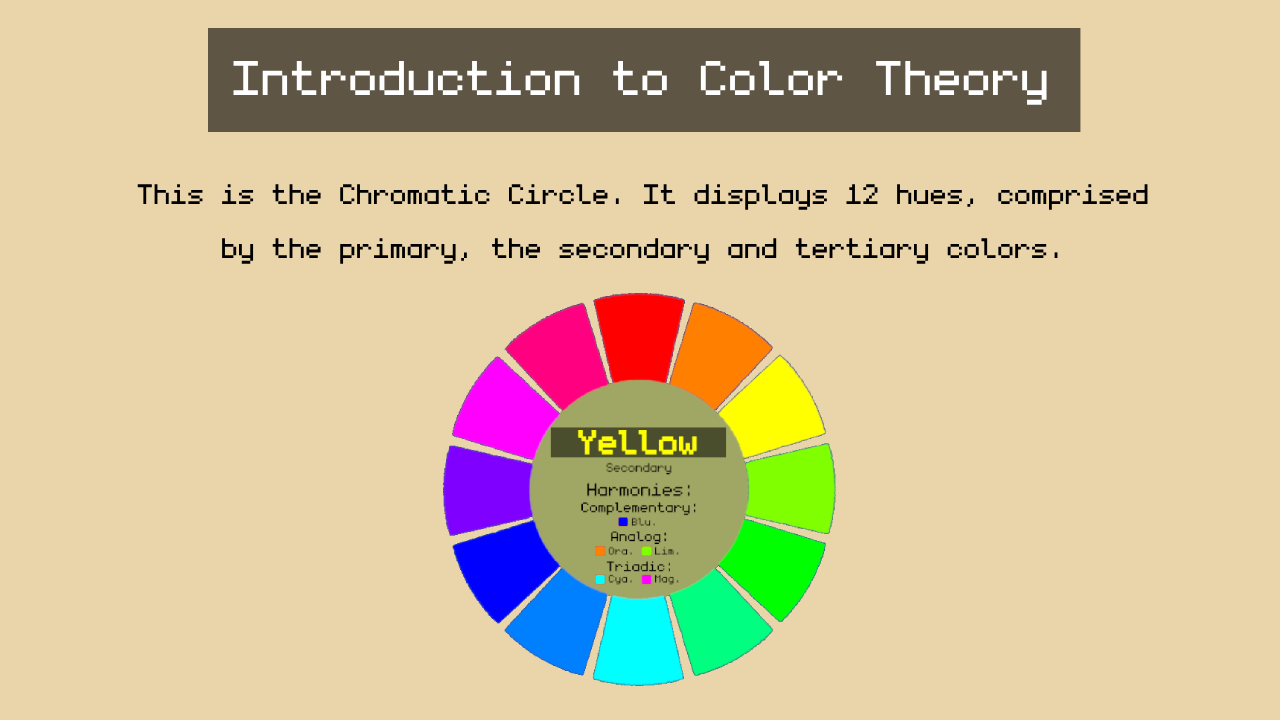 Introduction to Color Theory
This is the Chromatic Circle. It displays 12 hues, comprised
by the primary, the secondary and tertiary colors.
Yellow
Secondary
Harmonies:
Complementary:
Blu.
Analog:
Ora. Lim.
Triadic:
Cya. Mag.